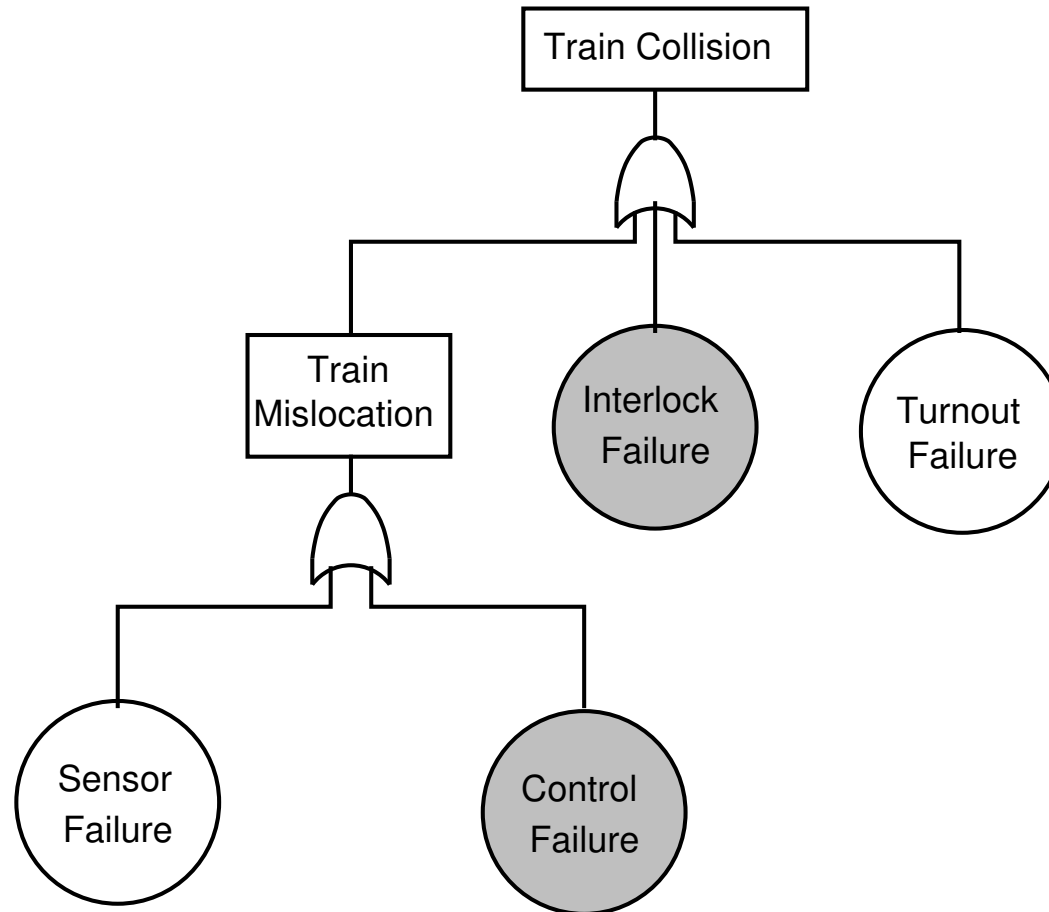 Train Collision
Train
Mislocation
Interlock
Failure
Turnout
Failure
Sensor
Failure
Control
Failure